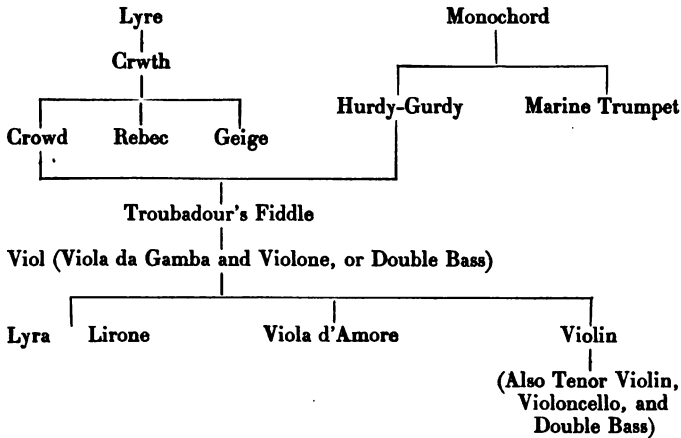 Lyre Monochord
Crwth
Hurdy-Gurdy Marine Trumpet
Crowd Rebec Geige
Troubadour's Fiddle
Viol (Viola da Gamba and Violone, or Double Bass)
Lyra Lirone Viola d'Amore Violin
(Also Tenor Violin,
Violoncello, and
Double Bass)